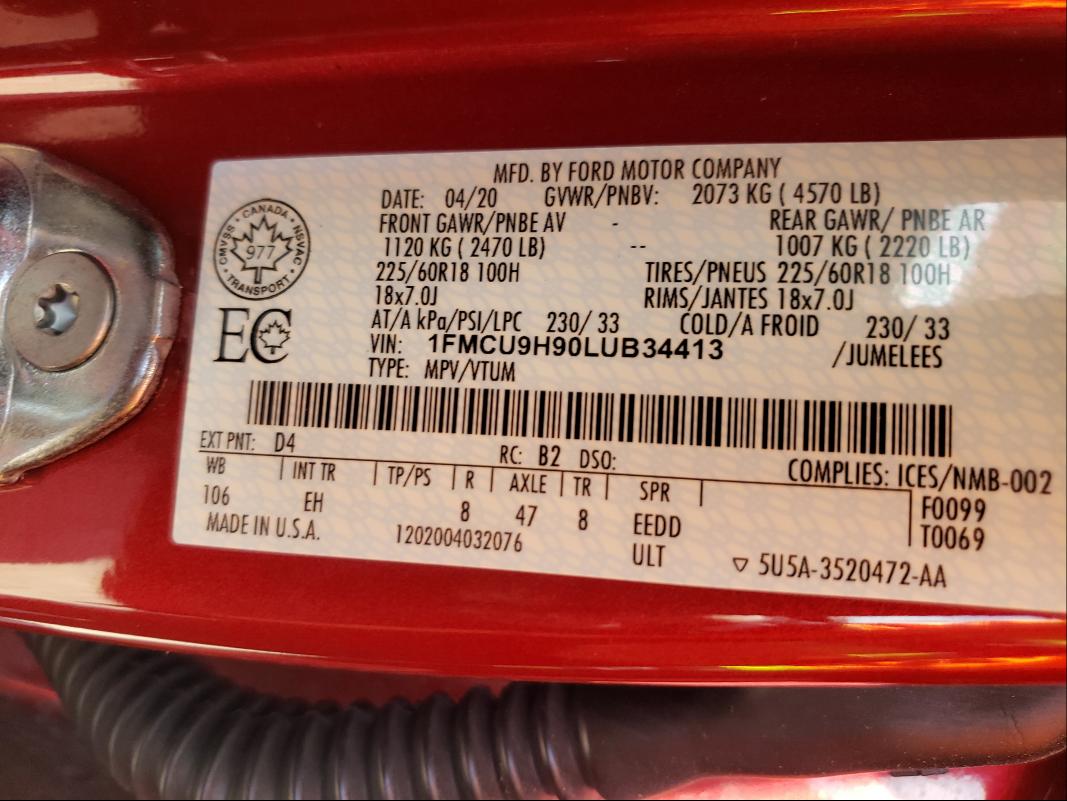 MFD. BY FORD MOTOR COMPANY
DATE: 04/20 GVWR/PNBV: 2073 KG ( 4570 LB)
FRONT GAWR/PNBE AV - REAR GAWR/ PNBE AR
1120 KG ( 2470 LB) -- 1007 KG ( 2220 LB)
225/60R18 100H TIRES/PNEUS 225/60R18 100H
18x7.0J RIMS/JANTES 18x7.0J
AT/A kPa/PSI/LPC 230/ 33 COLD/A FROID 230/ 33
VIN: 1FMCU9H90LUB34413 /JUMELEES
TYPE: MPV/VTUM
CANADA
CMVSS NSVAC
977
TRANSPORT
EC
EXT PNT: D4 RC: B2 DSO:
COMPLIES: ICES/NMB-002
WB INT TR TP/PS R AXLE TR SPR
106 EH 8 47 8 EEDD F0099
MADE IN U.S.A. 1202004032076 ULT T0069
▽ 5U5A-3520472-AA